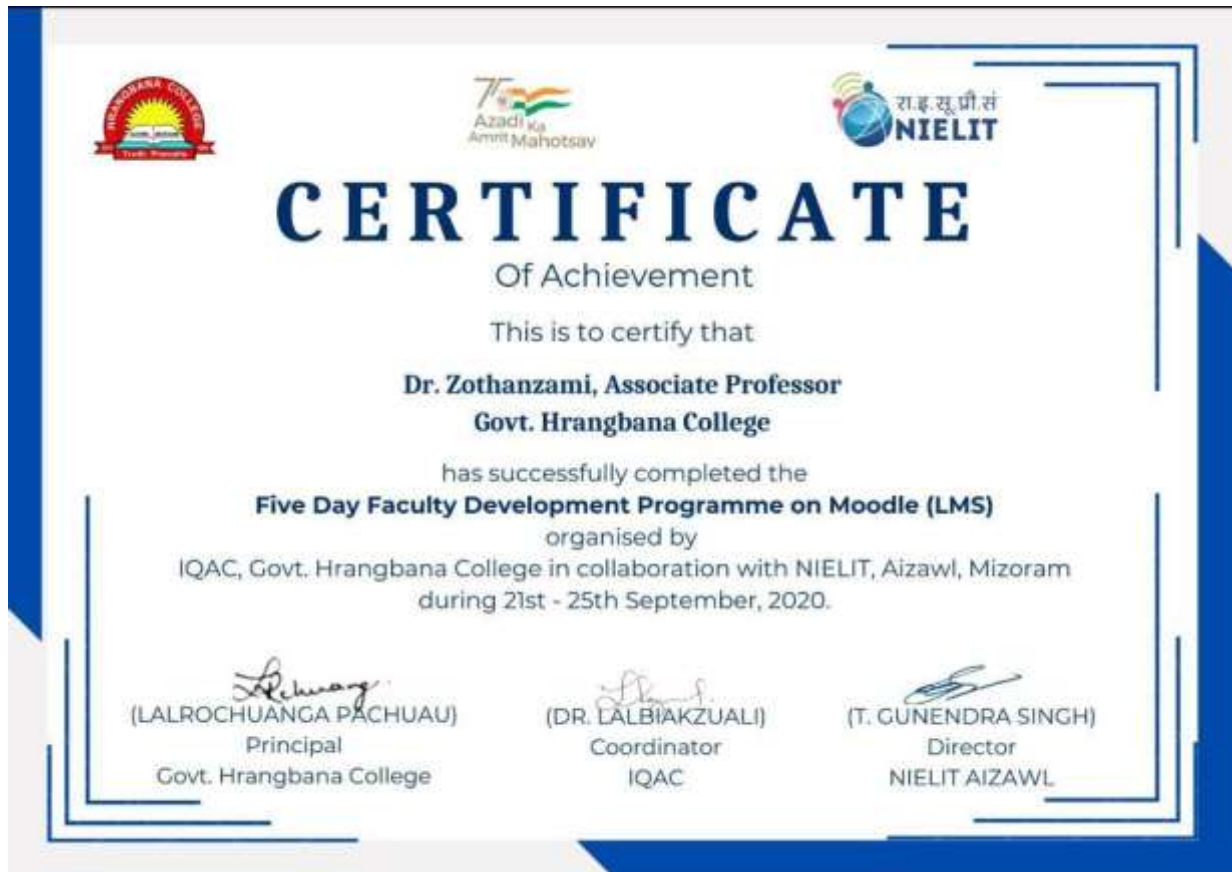 HRANGBANA COLLEGE
75
Azadi Ka
Amrit Mahotsav
रा.इ.सू.प्रौ.सं
NIELIT
CERTIFICATE
Of Achievement
This is to certify that
Dr. Zothanzami, Associate Professor
Govt. Hrangbana College
has successfully completed the
Five Day Faculty Development Programme on Moodle (LMS)
organised by
IQAC, Govt. Hrangbana College in collaboration with NIELIT, Aizawl, Mizoram
during 21st - 25th September, 2020.
(LALROCHUANGA PACHUAU)
Principal
Govt. Hrangbana College
(DR. LALBIAKZUALI)
Coordinator
IQAC
(T. GUNENDRA SINGH)
Director
NIELIT AIZAWL